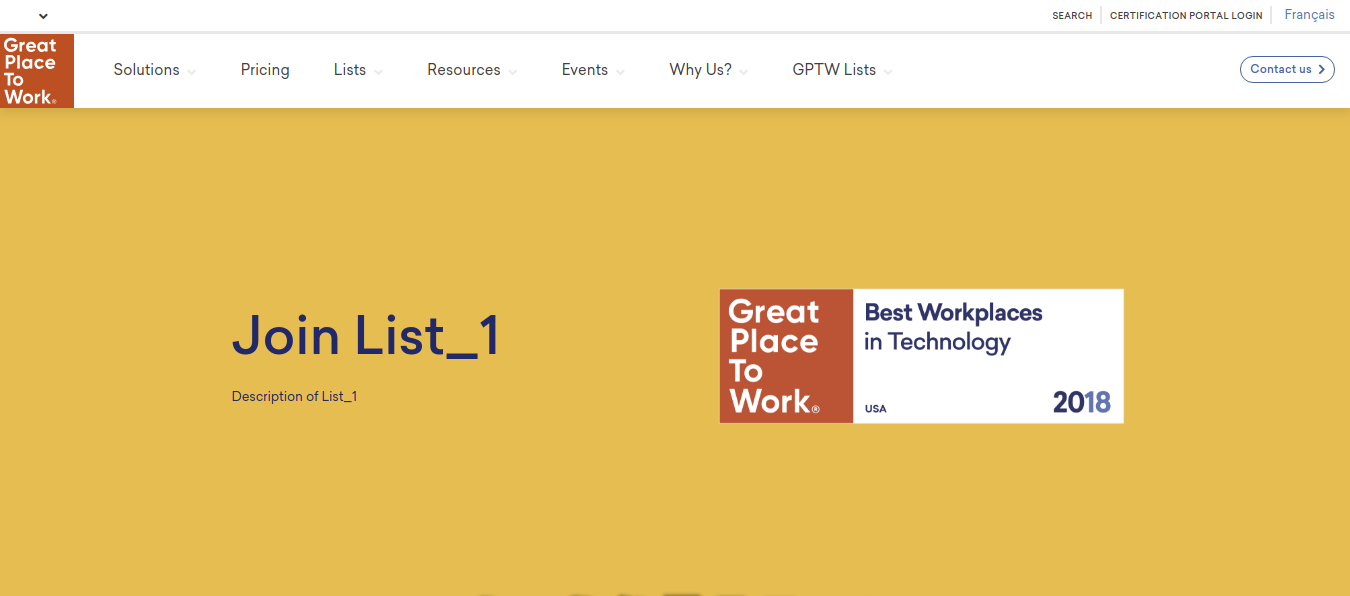 SEARCH CERTIFICATION PORTAL LOGIN Français
Great
Place
To
Work®
Solutions Pricing Lists Resources Events Why Us? GPTW Lists Contact us
Join List_1
Description of List_1
Great
Place
To
Work®
Best Workplaces
in Technology
USA 2018